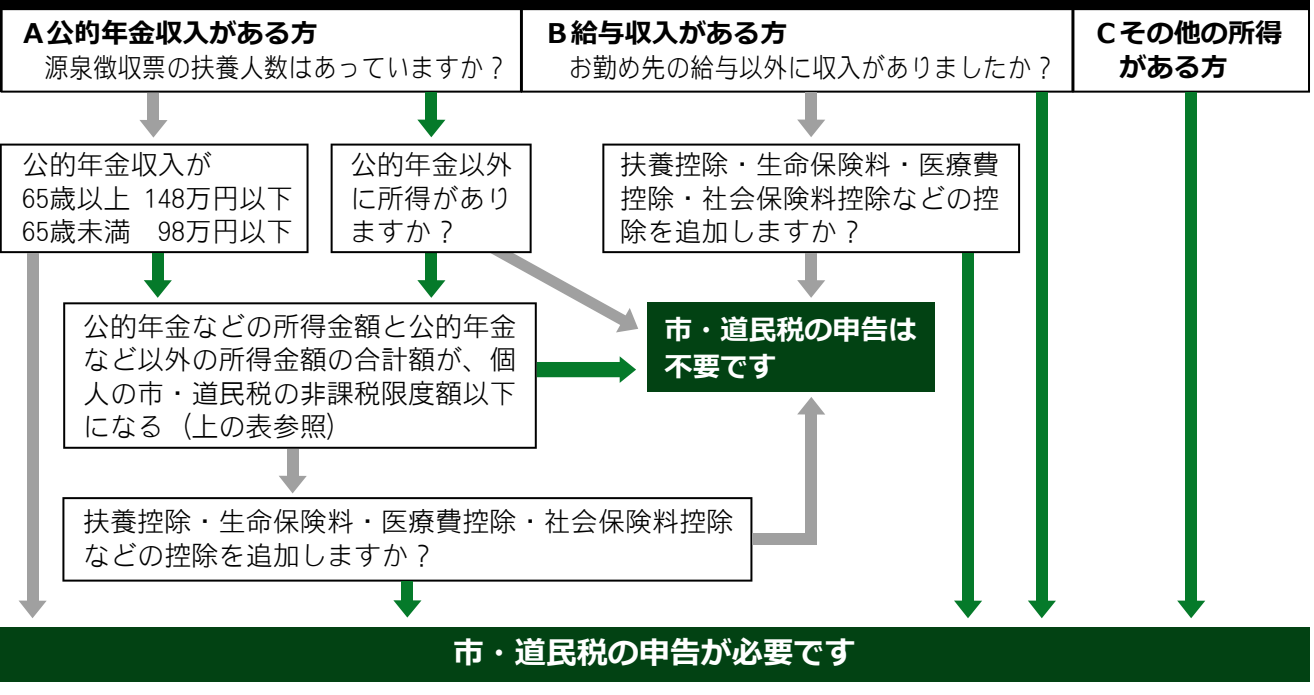 A公的年金収入がある方
源泉徴収票の扶養人数はあっていますか?
B給与収入がある方
お勤め先の給与以外に収入がありましたか?
Cその他の所得
がある方
公的年金収入が
65歳以上 148万円以下
65歳未満 98万円以下
公的年金以外
に所得があり
ますか?
扶養控除・生命保険料・医療費
控除・社会保険料控除などの控
除を追加しますか?
公的年金などの所得金額と公的年金
など以外の所得金額の合計額が、個
人の市・道民税の非課税限度額以下
になる(上の表参照)
市・道民税の申告は
不要です
扶養控除・生命保険料・医療費控除・社会保険料控除
などの控除を追加しますか?
市・道民税の申告が必要です